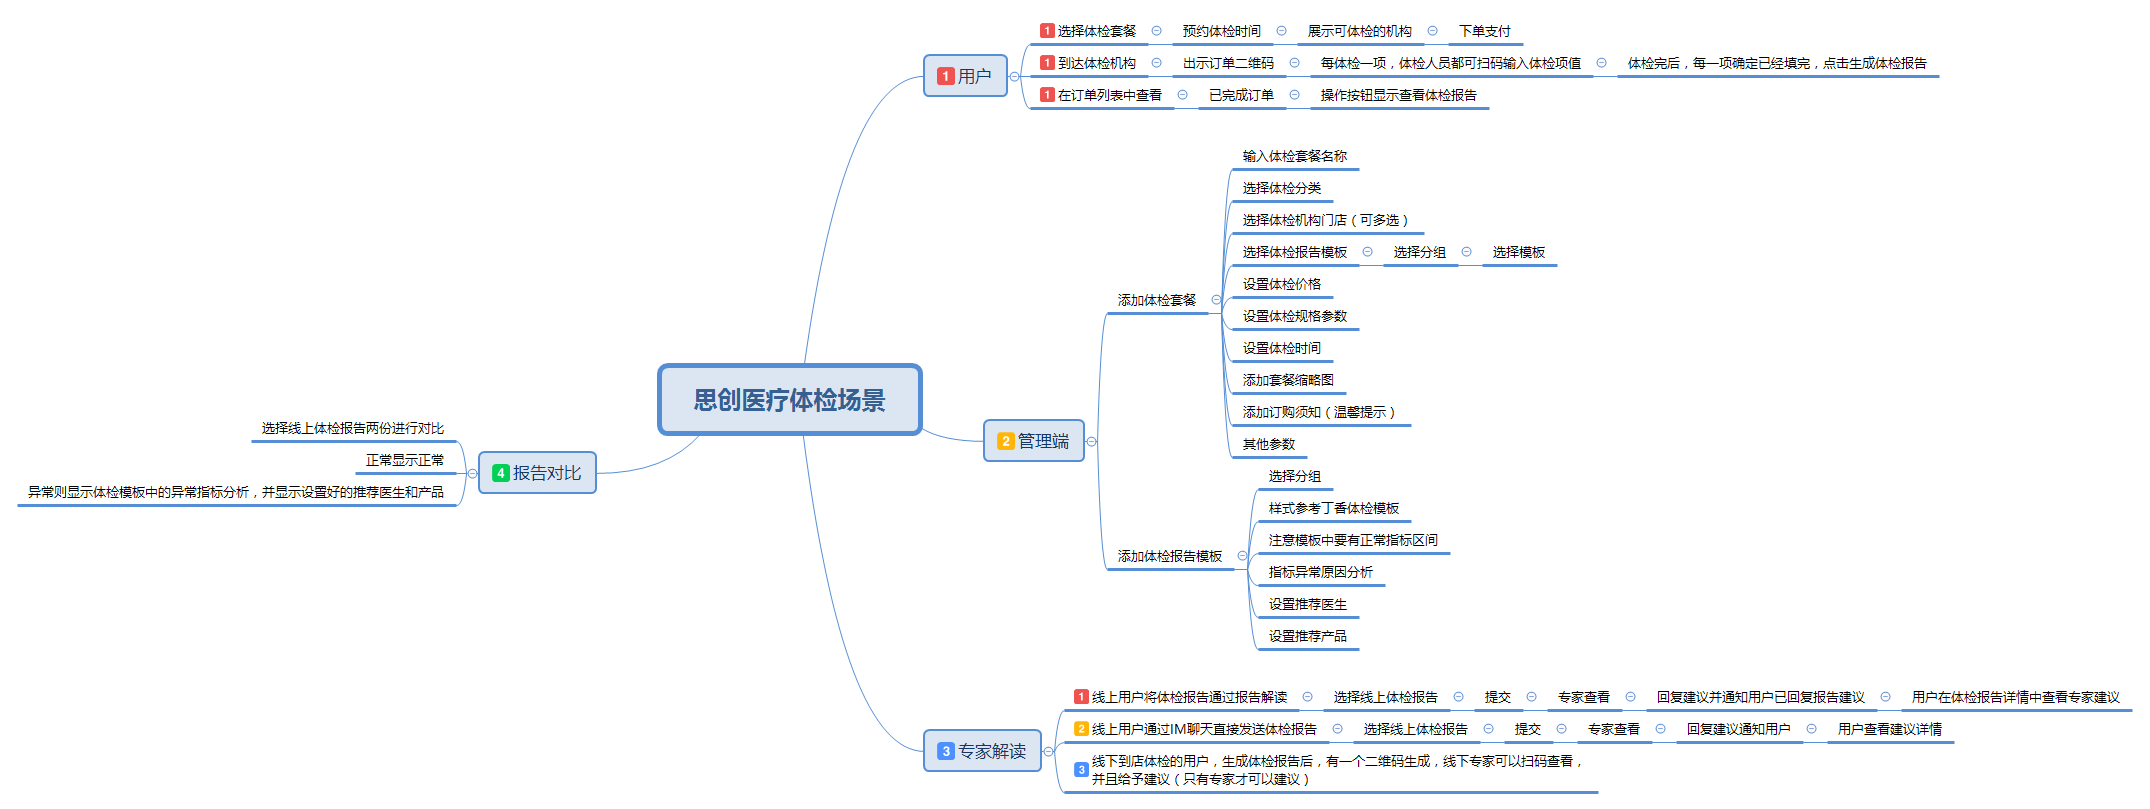 思创医疗体检场景
1 用户
1 选择体检套餐
预约体检时间
展示可体检的机构
下单支付
1 到达体检机构
出示订单二维码
每体检一项，体检人员都可扫码输入体检项值
体检完后，每一项确定已经填完，点击生成体检报告
1 在订单列表中查看
已完成订单
操作按钮显示查看体检报告
2 管理端
添加体检套餐
输入体检套餐名称
选择体检分类
选择体检机构门店（可多选）
选择体检报告模板
选择分组
选择模板
设置体检价格
设置体检规格参数
设置体检时间
添加套餐缩略图
添加订购须知（温馨提示）
其他参数
添加体检报告模板
选择分组
样式参考丁香体检模板
注意模板中要有正常指标区间
指标异常原因分析
设置推荐医生
设置推荐产品
3 专家解读
1 线上用户将体检报告通过报告解读
选择线上体检报告
提交
专家查看
回复建议并通知用户已回复报告建议
用户在体检报告详情中查看专家建议
2 线上用户通过IM聊天直接发送体检报告
选择线上体检报告
提交
专家查看
回复建议通知用户
用户查看建议详情
3 线下到店体检的用户，生成体检报告后，有一个二维码生成，线下专家可以扫码查看，
并且给予建议（只有专家才可以建议）
4 报告对比
选择线上体检报告两份进行对比
正常显示正常
异常则显示体检模板中的异常指标分析，并显示设置好的推荐医生和产品